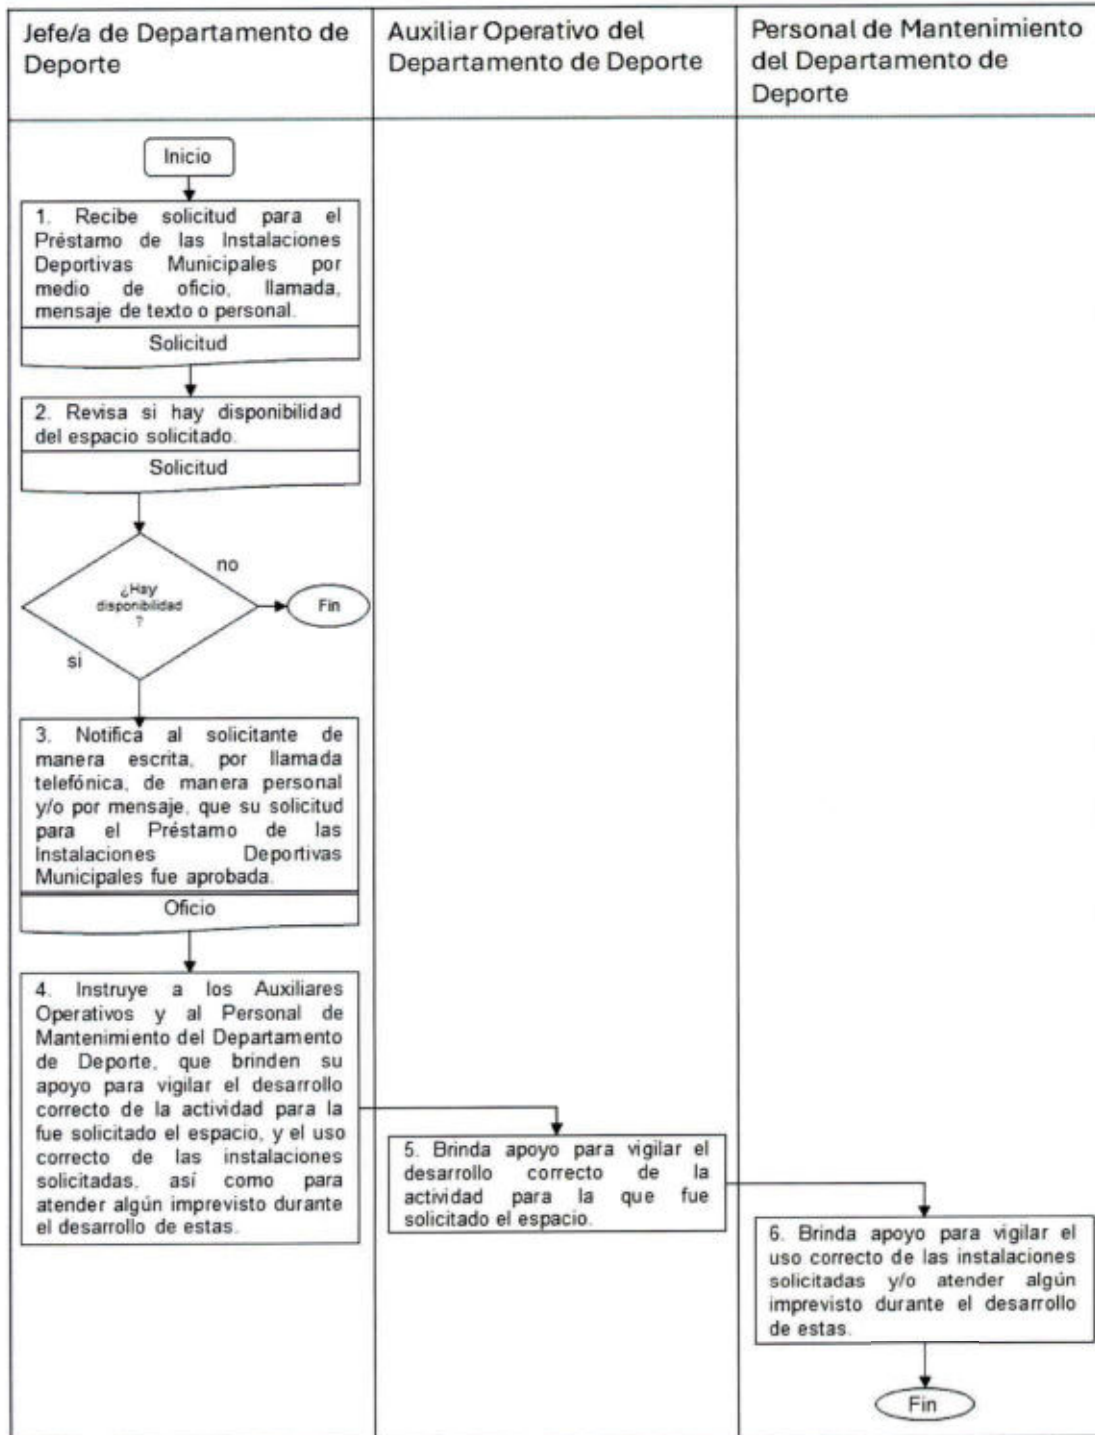 Jefe/a de Departamento de
Deporte
Auxiliar Operativo del
Departamento de Deporte
Personal de Mantenimiento
del Departamento de
Deporte
Inicio
1. Recibe solicitud para el
Préstamo de las Instalaciones
Deportivas Municipales por
medio de oficio, llamada,
mensaje de texto o personal.
Solicitud
2. Revisa si hay disponibilidad
del espacio solicitado.
Solicitud
¿Hay
disponibilidad
?
no
Fin
si
3. Notifica al solicitante de
manera escrita, por llamada
telefónica, de manera personal
y/o por mensaje, que su solicitud
para el Préstamo de las
Instalaciones Deportivas
Municipales fue aprobada.
Oficio
4. Instruye a los Auxiliares
Operativos y al Personal de
Mantenimiento del Departamento
de Deporte, que brinden su
apoyo para vigilar el desarrollo
correcto de la actividad para la
fue solicitado el espacio, y el uso
correcto de las instalaciones
solicitadas, así como para
atender algún imprevisto durante
el desarrollo de estas.
5. Brinda apoyo para vigilar el
desarrollo correcto de la
actividad para la que fue
solicitado el espacio.
6. Brinda apoyo para vigilar el
uso correcto de las instalaciones
solicitadas y/o atender algún
imprevisto durante el desarrollo
de estas.
Fin